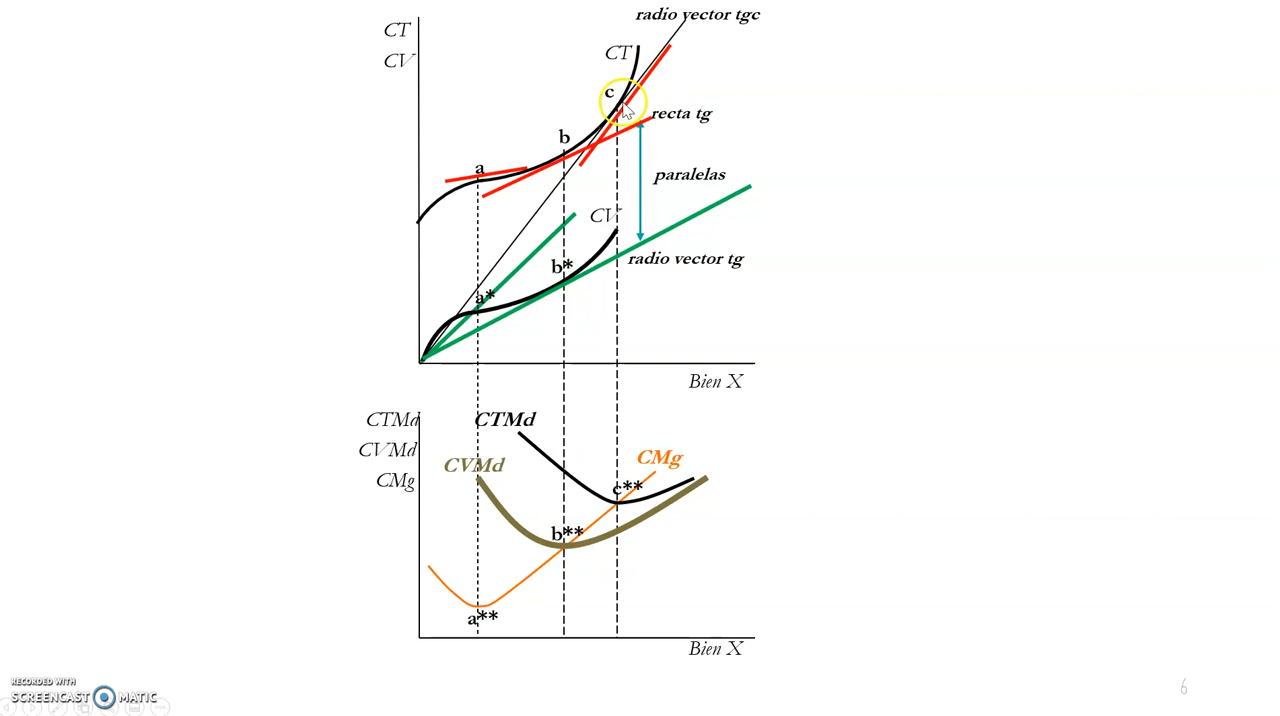 radio vector tgc
CT
CV
CT
c
recta tg
b
a
paralelas
CV
b*
radio vector tg
a*
Bien X
CTMd
CVMd
CMg
CTMd
CVMd
CMg
c**
b**
a**
Bien X
RECORDED WITH
SCREENCAST MATIC
6